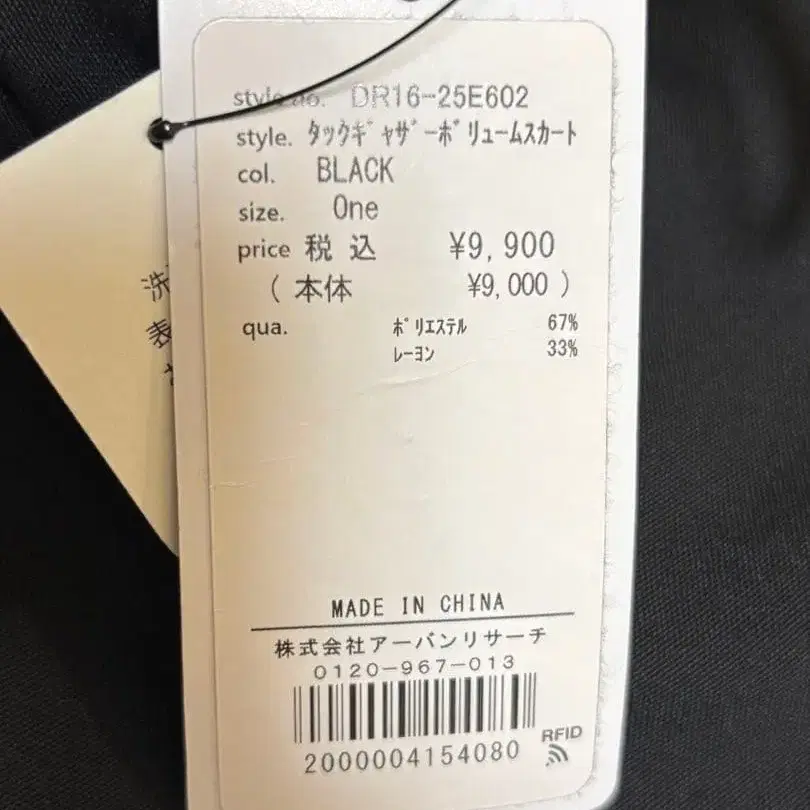 style no. DR16-25E602
style. タックギャザーボリュームスカート
col. BLACK
size. One
price 税込 ¥9,900
( 本体 ¥9,000 )
qua. ポリエステル 67%
レーヨン 33%
MADE IN CHINA
株式会社アーバンリサーチ
0120-967-013
RFID
2000004154080
洗
表